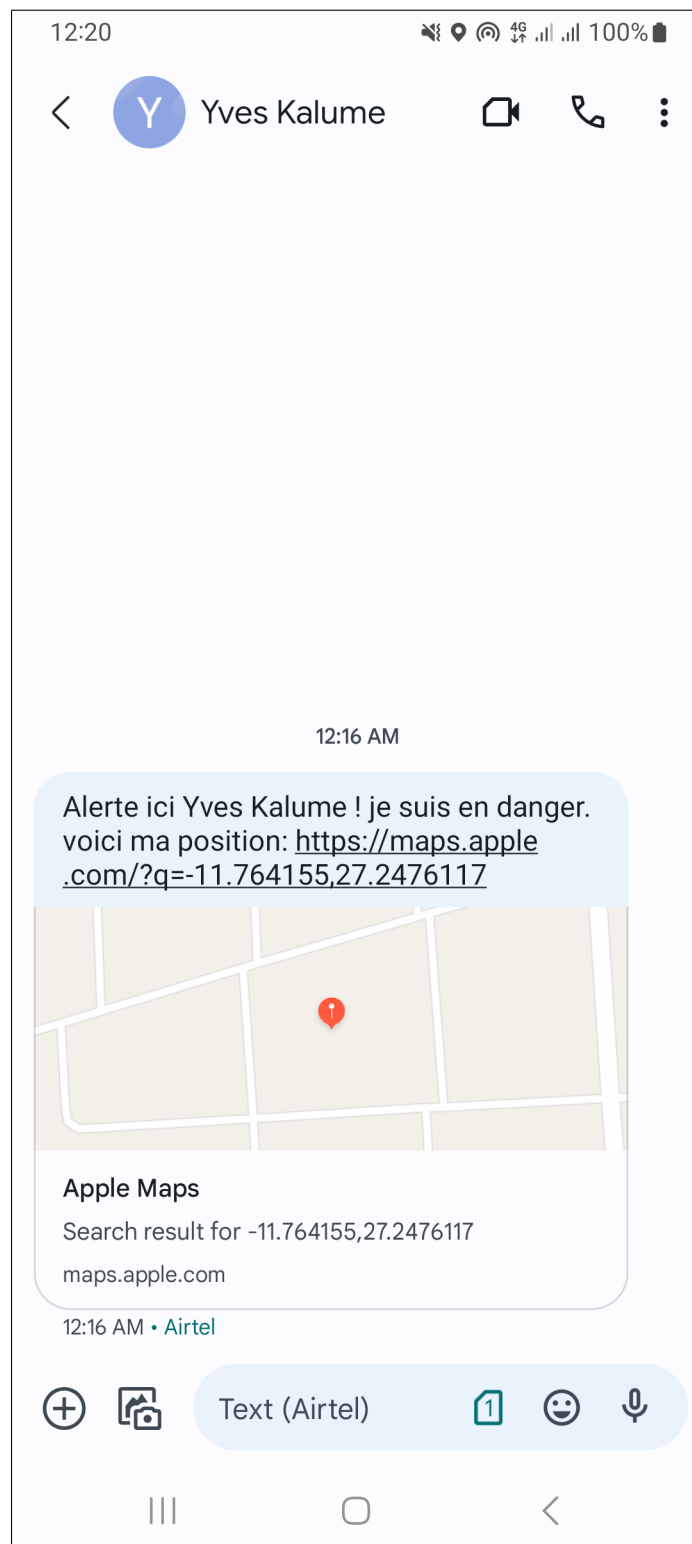 12:20
4G
100%
Y
Yves Kalume
12:16 AM
Alerte ici Yves Kalume ! je suis en danger.
voici ma position: https://maps.apple
.com/?q=-11.764155,27.2476117
Apple Maps
Search result for -11.764155,27.2476117
maps.apple.com
12:16 AM • Airtel
Text (Airtel)
1